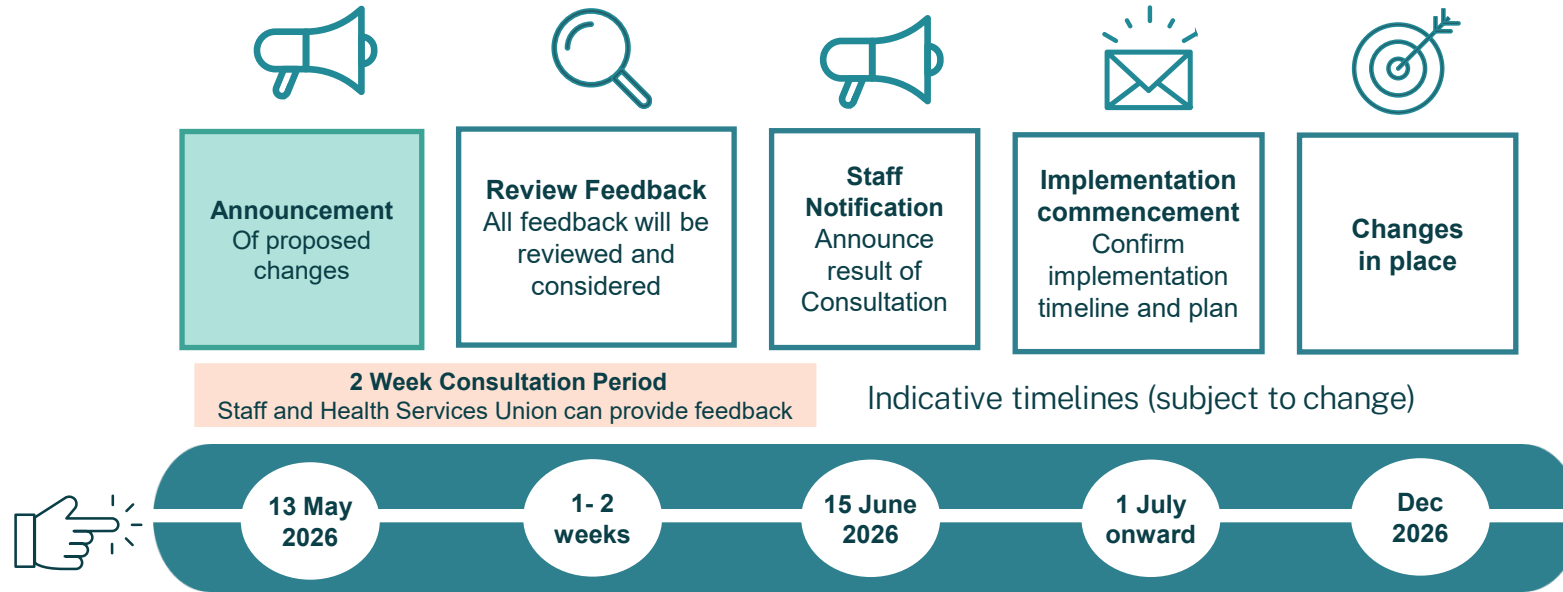 Announcement
Of proposed
changes
Review Feedback
All feedback will be
reviewed and
considered
Staff
Notification
Announce
result of
Consultation
Implementation
commencement
Confirm
implementation
timeline and plan
Changes
in place
2 Week Consultation Period
Staff and Health Services Union can provide feedback
Indicative timelines (subject to change)
13 May
2026
1- 2
weeks
15 June
2026
1 July
onward
Dec
2026